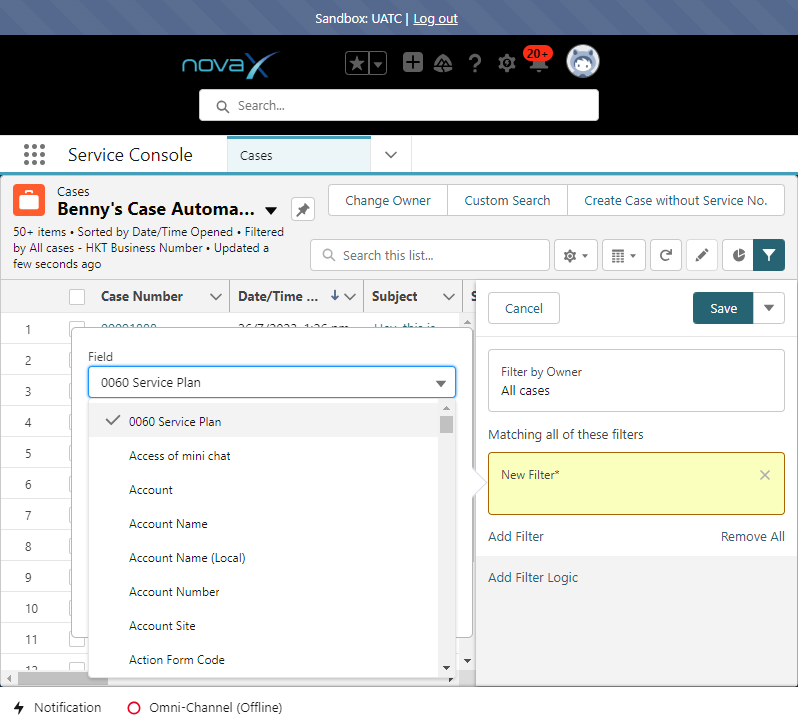 Sandbox: UATC | Log out
novaX
20+
Search...
Service Console
Cases
Cases
Benny's Case Automa...
50+ items • Sorted by Date/Time Opened • Filtered
by All cases - HKT Business Number • Updated a
few seconds ago
Change Owner
Custom Search
Create Case without Service No.
Search this list...
Case Number
Date/Time ...
Subject
1
2
3
4
5
6
7
8
9
10
11
12
Field
0060 Service Plan
0060 Service Plan
Access of mini chat
Account
Account Name
Account Name (Local)
Account Number
Account Site
Action Form Code
Cancel
Save
Filter by Owner
All cases
Matching all of these filters
New Filter*
Add Filter
Remove All
Add Filter Logic
Notification
Omni-Channel (Offline)